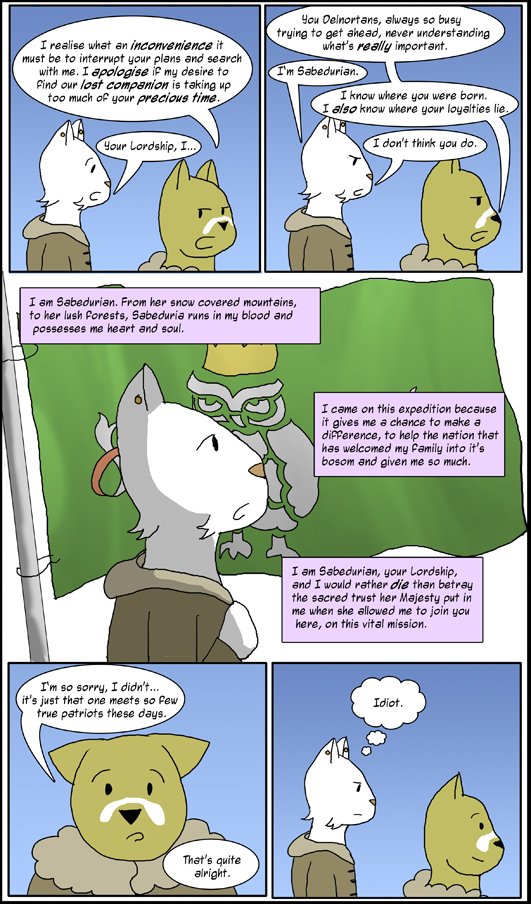 I realise what an inconvenience it
must be to interrupt your plans and search
with me. I apologise if my desire to
find our lost companion is taking up
too much of your precious time.
Your Lordship, I...
You Delnortans, always so busy
trying to get ahead, never understanding
what's really important.
I'm Sabedurian.
I know where you were born.
I also know where your loyalties lie.
I don't think you do.
I am Sabedurian. From her snow covered mountains,
to her lush forests, Sabeduria runs in my blood and
possesses me heart and soul.
I came on this expedition because
it gives me a chance to make a
difference, to help the nation that
has welcomed my family into it's
bosom and given me so much.
I am Sabedurian, your Lordship,
and I would rather die than betray
the sacred trust her Majesty put in
me when she allowed me to join you
here, on this vital mission.
I'm so sorry, I didn't...
it's just that one meets so few
true patriots these days.
That's quite
alright.
Idiot.